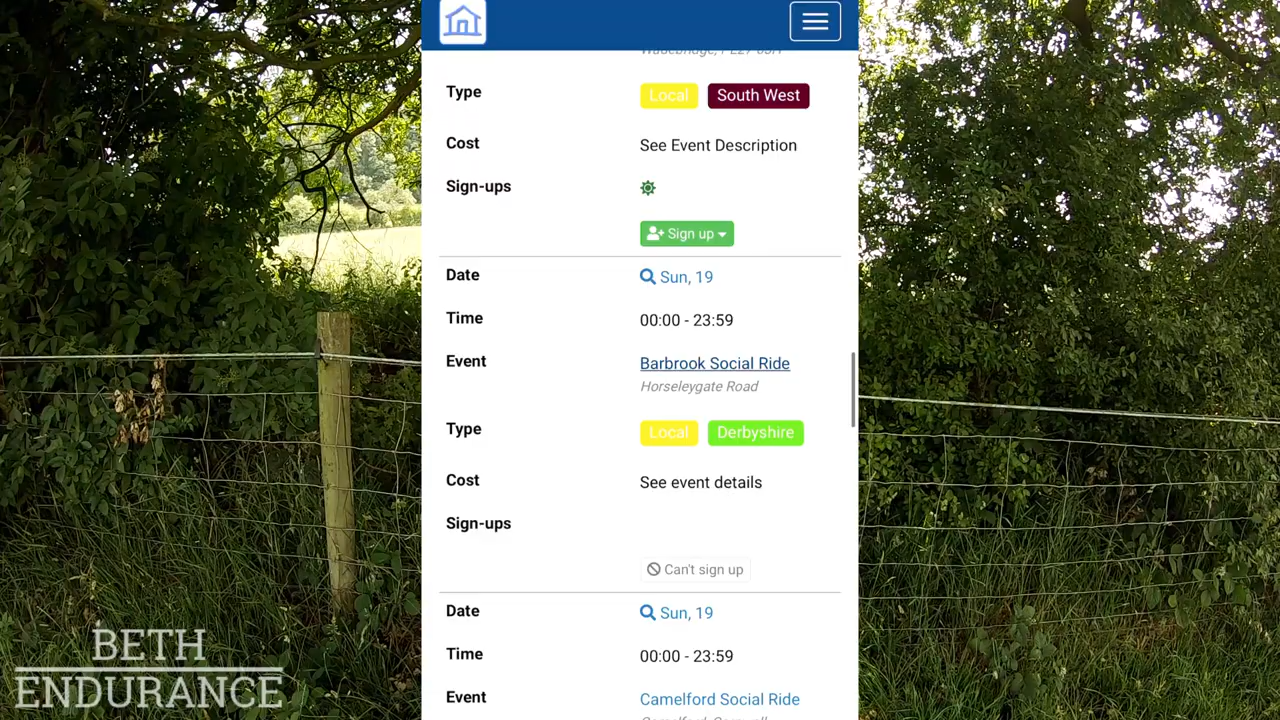 Type Local South West
Cost See Event Description
Sign-ups
Sign up
Date Sun, 19
Time 00:00 - 23:59
Event Barbrook Social Ride
Horseleygate Road
Type Local Derbyshire
Cost See event details
Sign-ups
Can't sign up
Date Sun, 19
Time 00:00 - 23:59
Event Camelford Social Ride
BETH
ENDURANCE